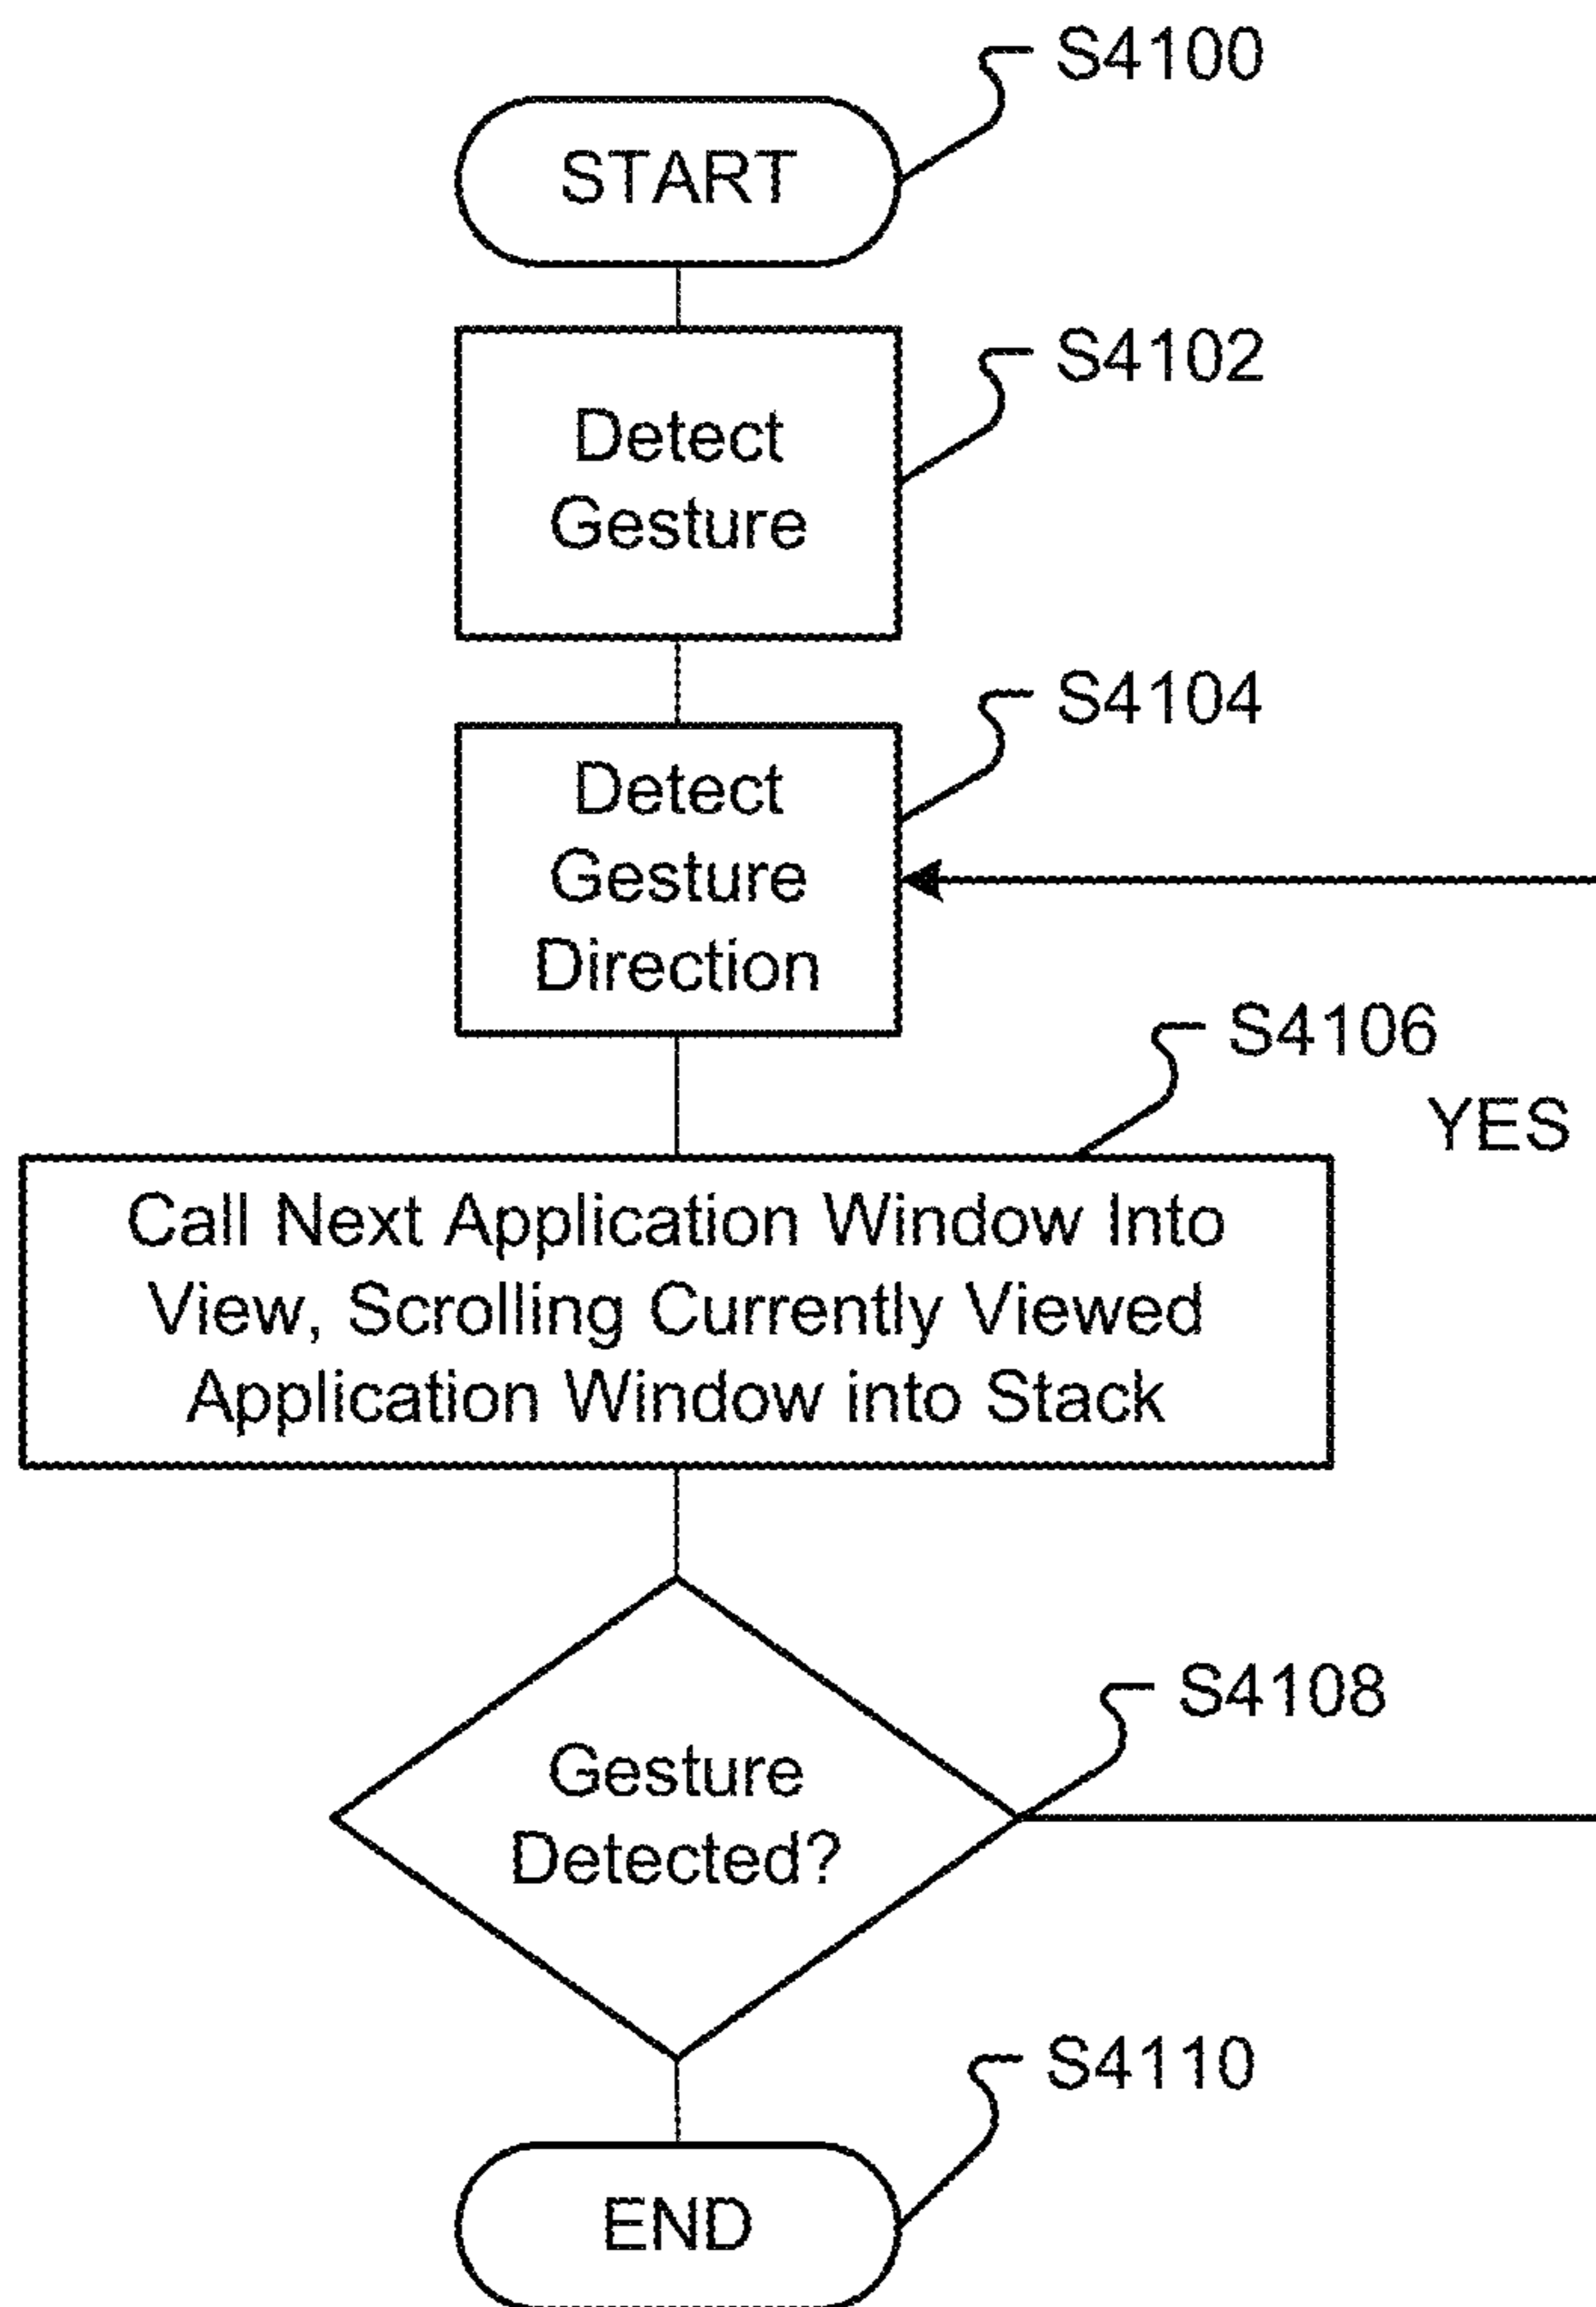 S4100
START
S4102
Detect
Gesture
S4104
Detect
Gesture
Direction
S4106
YES
Call Next Application Window Into
View, Scrolling Currently Viewed
Application Window into Stack
S4108
Gesture
Detected?
S4110
END